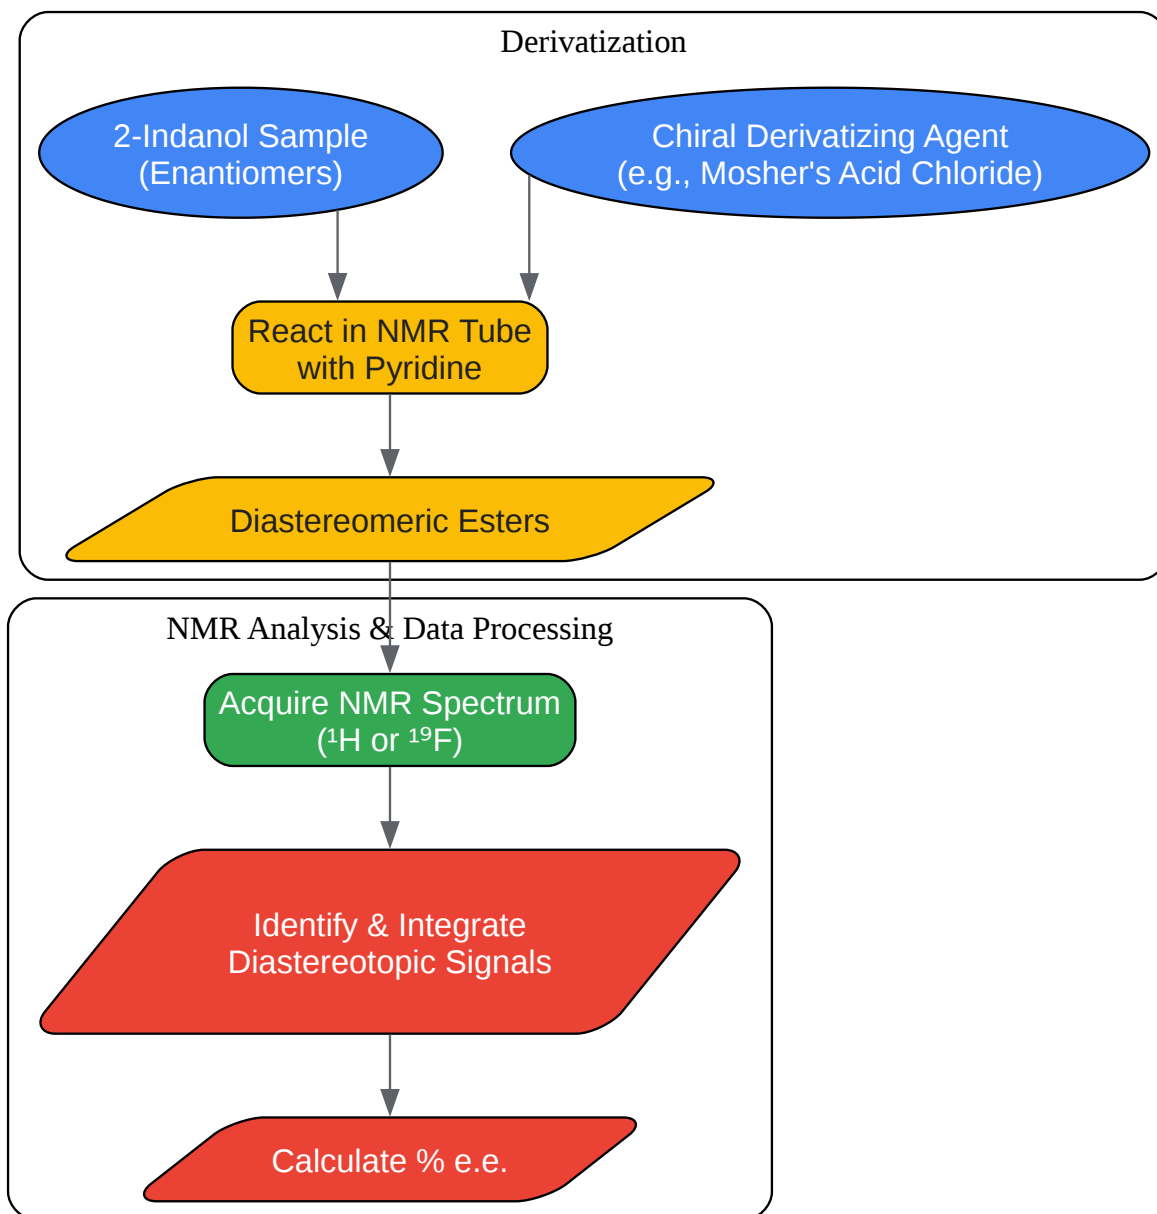 Derivatization
2-Indanol Sample
(Enantiomers)
Chiral Derivatizing Agent
(e.g., Mosher's Acid Chloride)
React in NMR Tube
with Pyridine
Diastereomeric Esters
NMR Analysis & Data Processing
Acquire NMR Spectrum
(¹H or ¹⁹F)
Identify & Integrate
Diastereotopic Signals
Calculate % e.e.